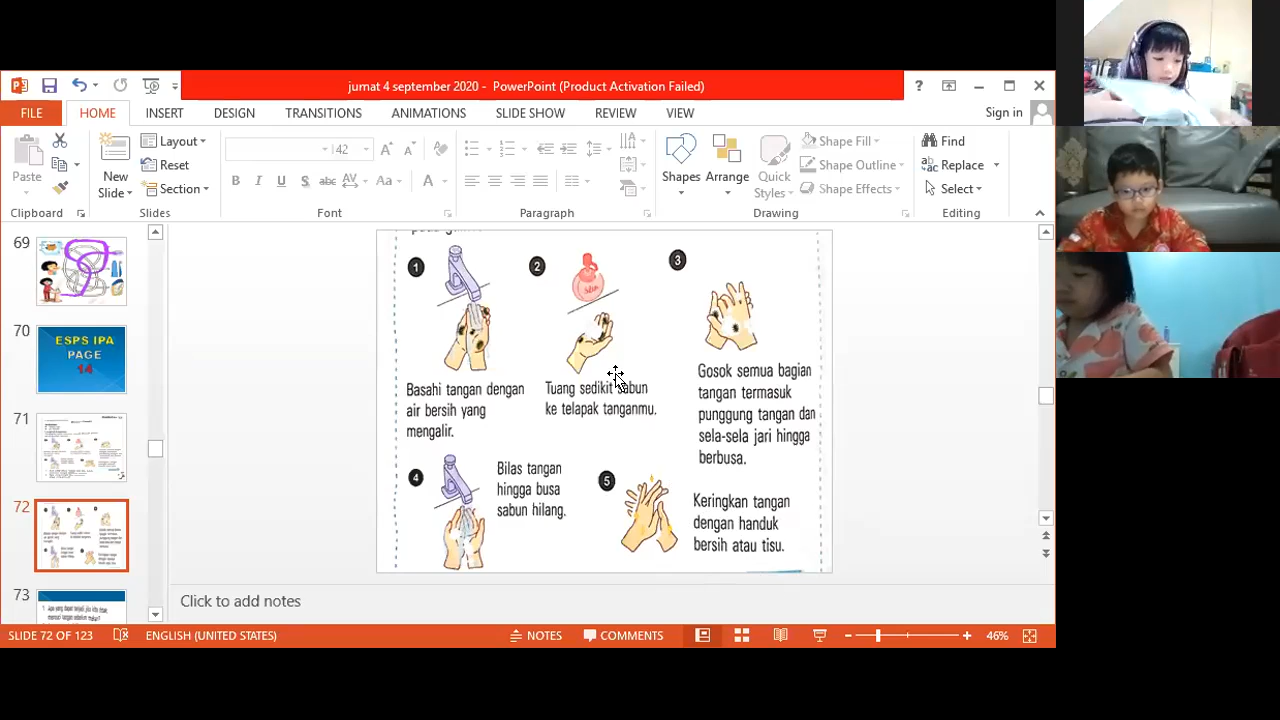 jumat 4 september 2020 - PowerPoint (Product Activation Failed)
Sign in
FILE HOME INSERT DESIGN TRANSITIONS ANIMATIONS SLIDE SHOW REVIEW VIEW
Paste
New
Slide
Layout
Reset
Section
42
Shapes
Arrange
Quick
Styles
Shape Fill
Shape Outline
Shape Effects
Find
Replace
Select
Clipboard
Slides
Font
Paragraph
Drawing
Editing
69
70
ESPS IPA
PAGE
14
71
72
73
1
2
3
Basahi tangan dengan
air bersih yang
mengalir.
Tuang sedikit sabun
ke telapak tanganmu.
Gosok semua bagian
tangan termasuk
punggung tangan dan
sela-sela jari hingga
berbusa.
4
Bilas tangan
hingga busa
sabun hilang.
5
Keringkan tangan
dengan handuk
bersih atau tisu.
Click to add notes
SLIDE 72 OF 123
ENGLISH (UNITED STATES)
NOTES
COMMENTS
46%